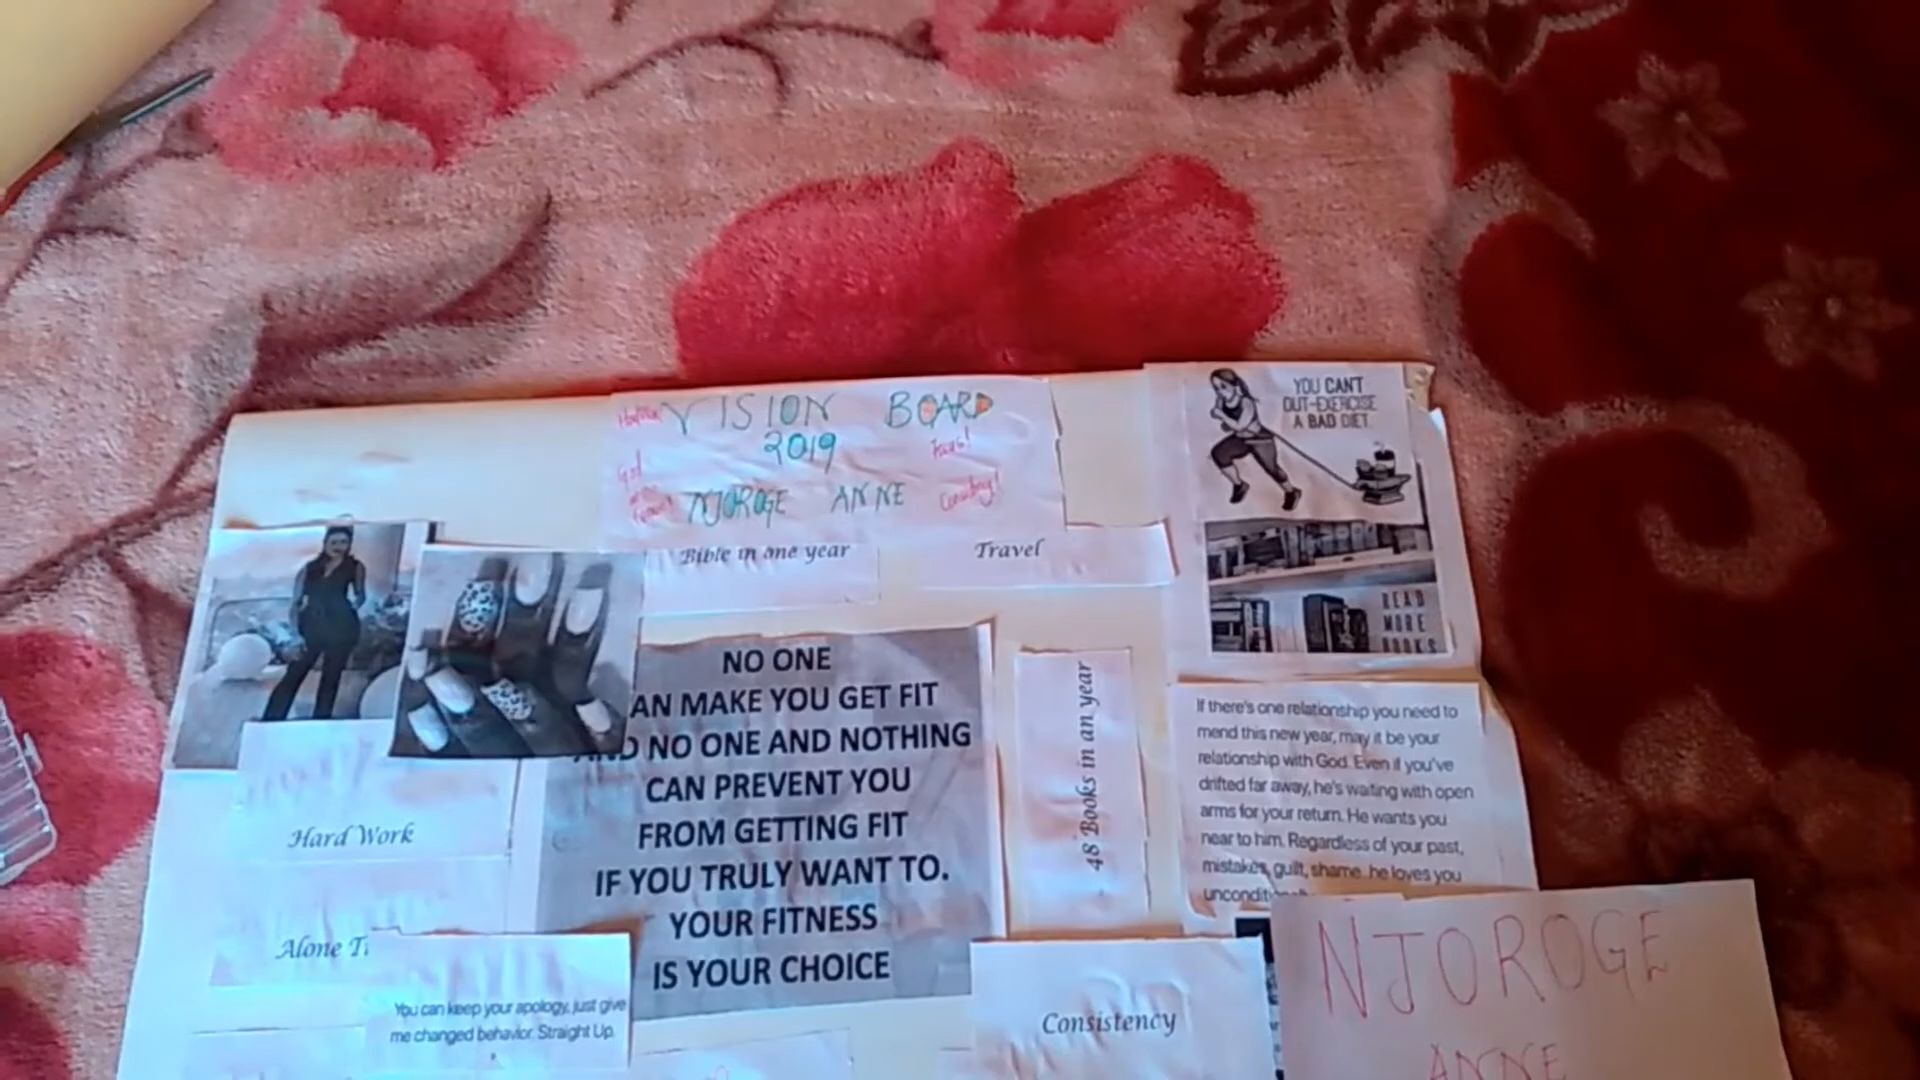 VISION BOARD
2019
Focus!
God
NJOROGE ANNE
Consistency!
Bible in one year
Travel
YOU CAN'T
OUT-EXERCISE
A BAD DIET
READ
MORE
BOOKS
NO ONE
AN MAKE YOU GET FIT
AND NO ONE AND NOTHING
CAN PREVENT YOU
FROM GETTING FIT
IF YOU TRULY WANT TO.
YOUR FITNESS
IS YOUR CHOICE
48 Books in an year
If there's one relationship you need to
mend this new year, may it be your
relationship with God. Even if you've
drifted far away, he's waiting with open
arms for your return. He wants you
near to him. Regardless of your past,
mistakes, guilt, shame..he loves you
Hard Work
Alone
You can keep your apology, just give
me changed behavior. Straight Up.
Consistency
NJOROGE
ANNE